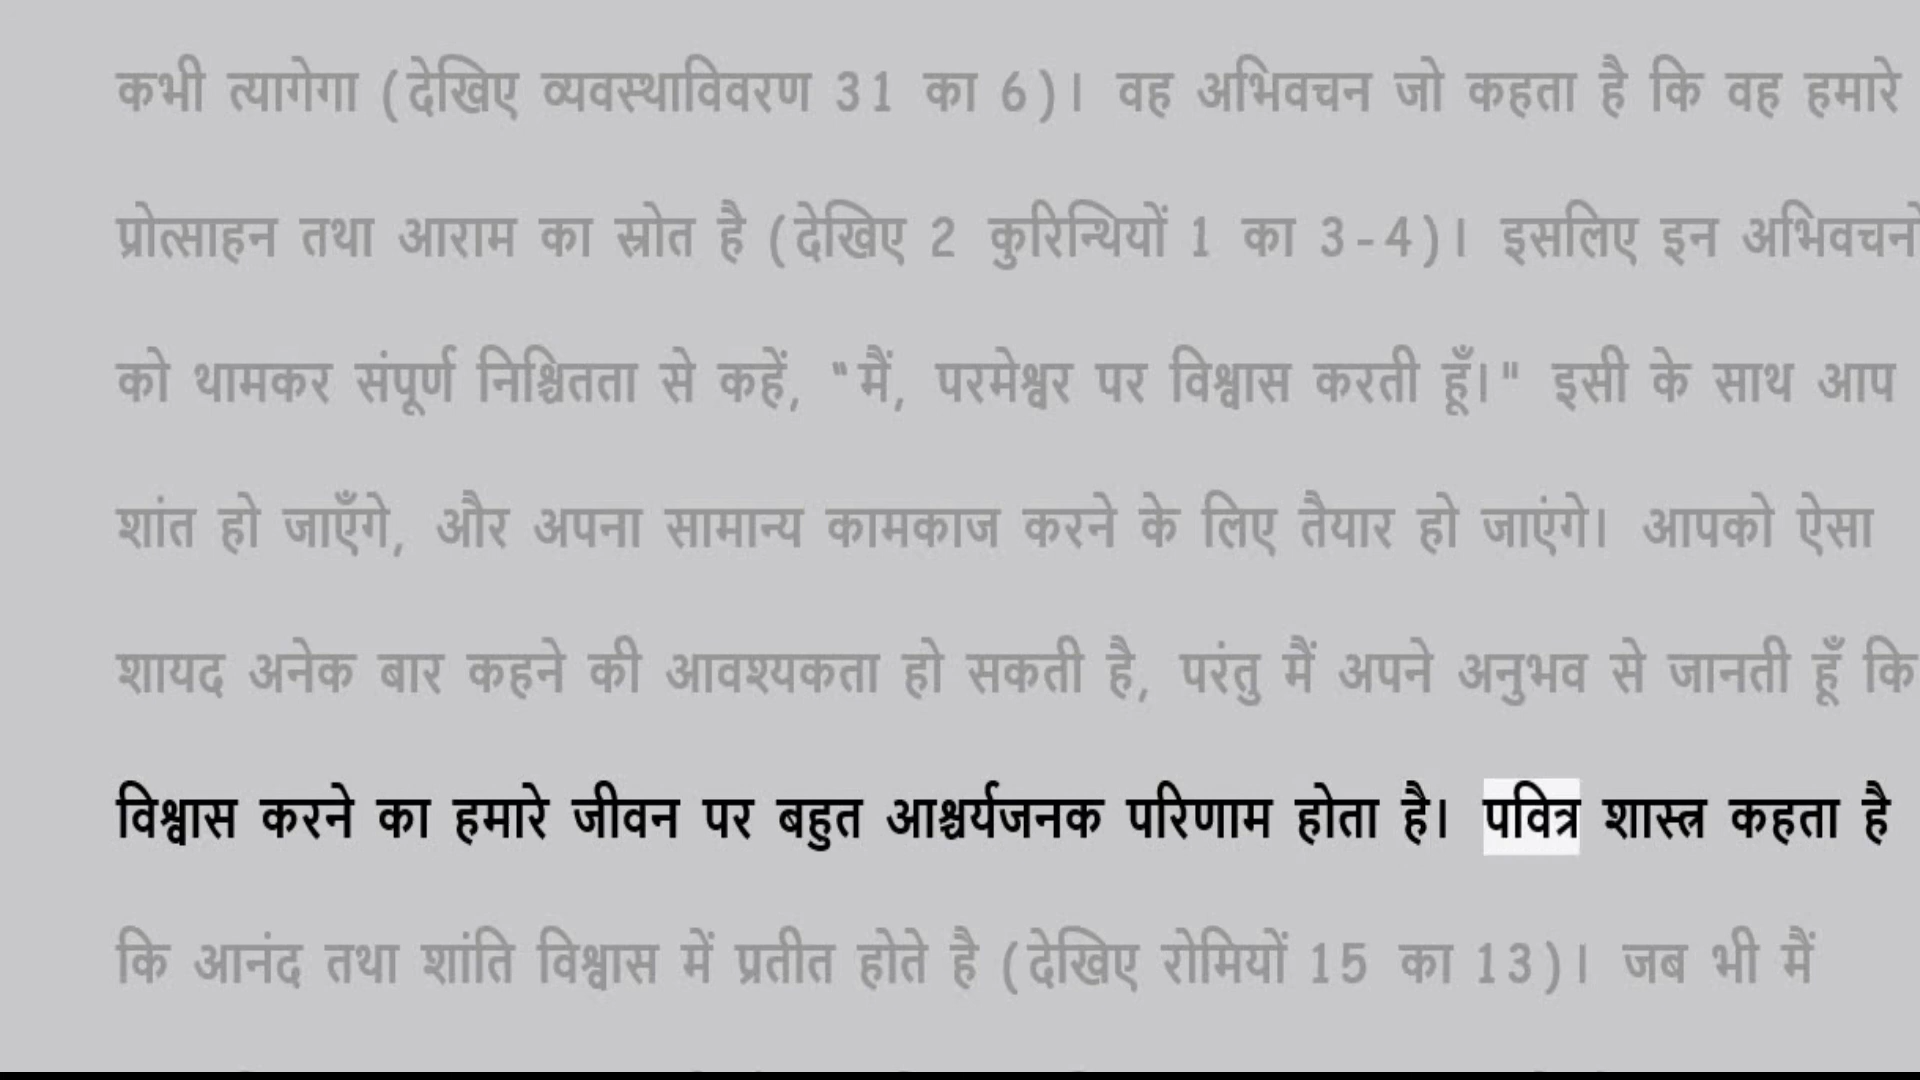 कभी त्यागेगा (देखिए व्यवस्थाविवरण 31 का 6)। वह अभिवचन जो कहता है कि वह हमारे
प्रोत्साहन तथा आराम का स्रोत है (देखिए 2 कुरिन्थियों 1 का 3-4)। इसलिए इन अभिवचनों
को थामकर संपूर्ण निश्चितता से कहें, "मैं, परमेश्वर पर विश्वास करती हूँ।" इसी के साथ आप
शांत हो जाएँगे, और अपना सामान्य कामकाज करने के लिए तैयार हो जाएंगे। आपको ऐसा
शायद अनेक बार कहने की आवश्यकता हो सकती है, परंतु मैं अपने अनुभव से जानती हूँ कि
विश्वास करने का हमारे जीवन पर बहुत आश्चर्यजनक परिणाम होता है। पवित्र शास्त्र कहता है
कि आनंद तथा शांति विश्वास में प्रतीत होते है (देखिए रोमियों 15 का 13)। जब भी मैं